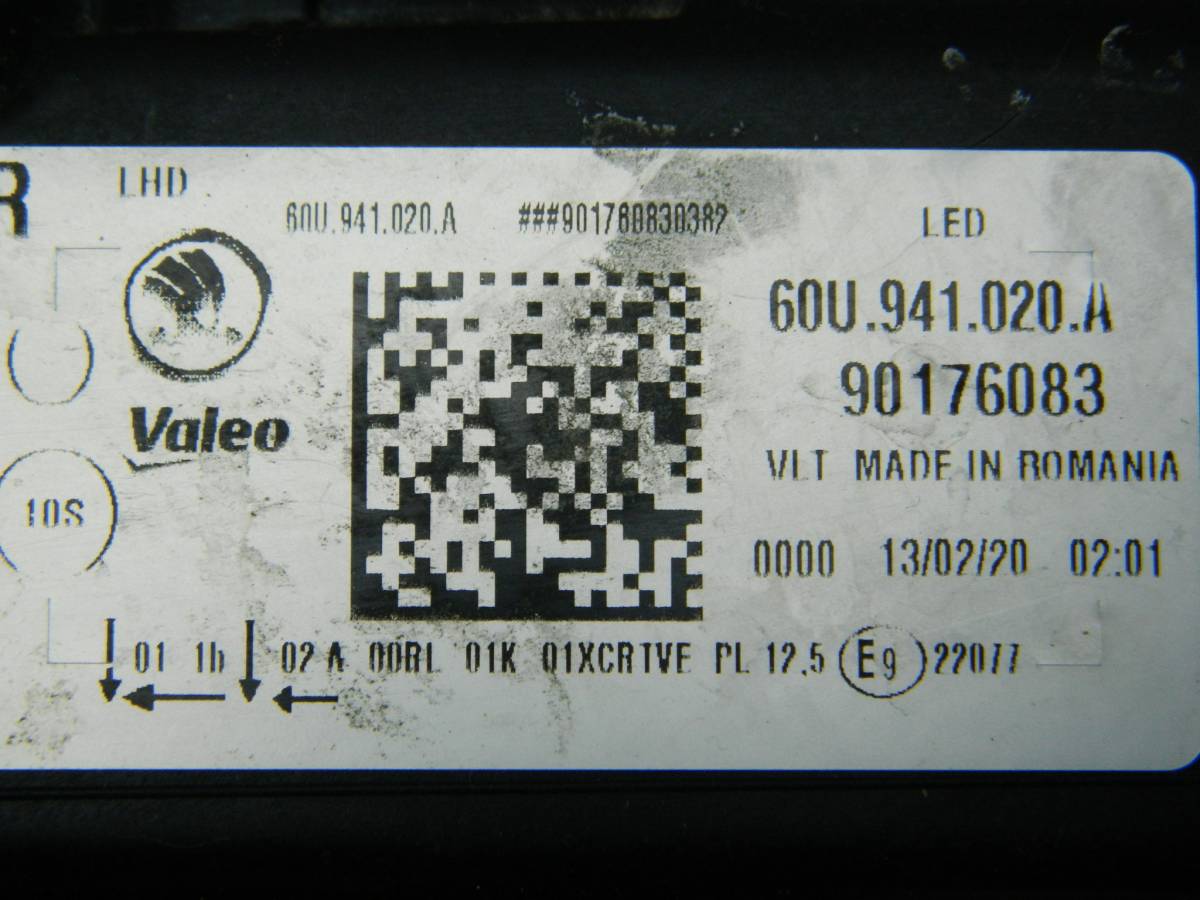 R LHD
60U.941.020.A ###901760830382
LED
60U.941.020.A
90176083
Valeo
VLT MADE IN ROMANIA
10S
0000 13/02/20 02:01
01 1b 02 A 00RL 01K 01XCRTVE PL 12,5 E9 22077